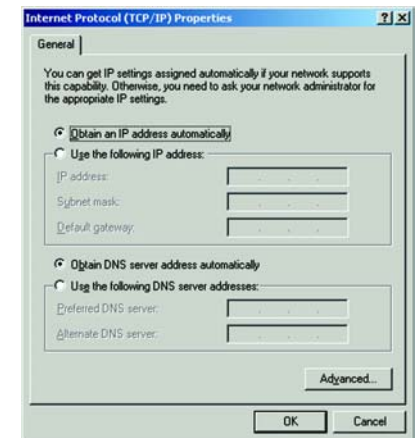 Internet Protocol (TCP/IP) Properties
General
You can get IP settings assigned automatically if your network supports
this capability. Otherwise, you need to ask your network administrator for
the appropriate IP settings.
Obtain an IP address automatically
Use the following IP address:
IP address:
Subnet mask:
Default gateway:
Obtain DNS server address automatically
Use the following DNS server addresses:
Preferred DNS server:
Alternate DNS server:
Advanced...
OK Cancel